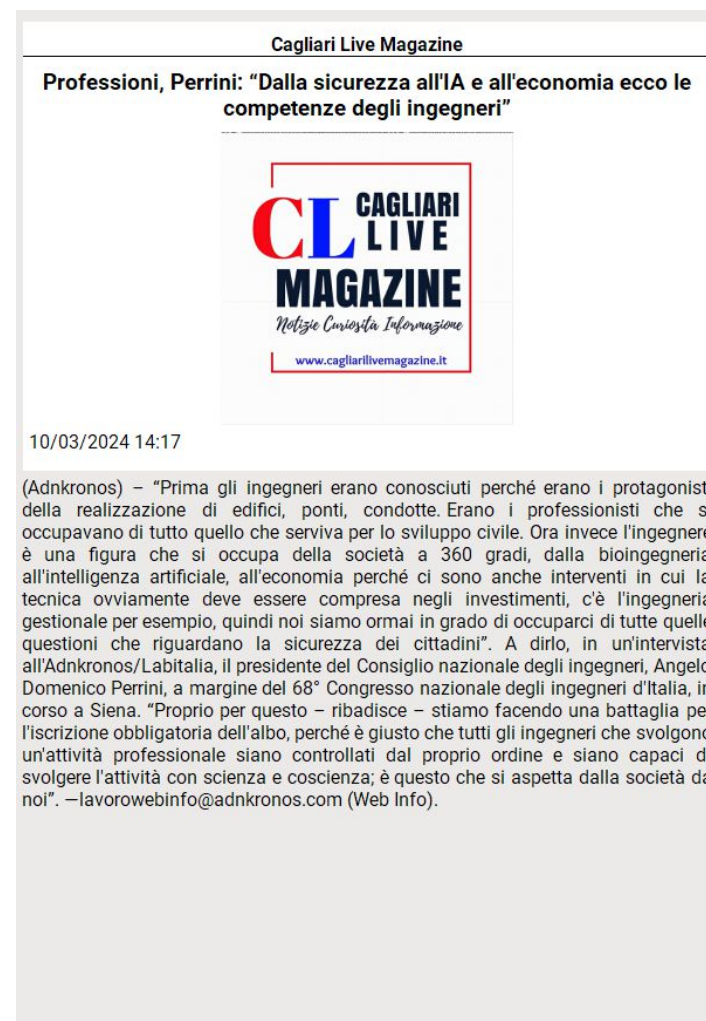 Cagliari Live Magazine
Professioni, Perrini: “Dalla sicurezza all'IA e all'economia ecco le
competenze degli ingegneri”
CL CAGLIARI
LIVE
MAGAZINE
Notizie Curiosità Informazione
www.cagliarilivemagazine.it
10/03/2024 14:17
(Adnkronos) – “Prima gli ingegneri erano conosciuti perché erano i protagonist
della realizzazione di edifici, ponti, condotte. Erano i professionisti che s
occupavano di tutto quello che serviva per lo sviluppo civile. Ora invece l'ingegnere
è una figura che si occupa della società a 360 gradi, dalla bioingegneria
all'intelligenza artificiale, all'economia perché ci sono anche interventi in cui la
tecnica ovviamente deve essere compresa negli investimenti, c'è l'ingegneria
gestionale per esempio, quindi noi siamo ormai in grado di occuparci di tutte quelle
questioni che riguardano la sicurezza dei cittadini”. A dirlo, in un'intervista
all'Adnkronos/Labitalia, il presidente del Consiglio nazionale degli ingegneri, Angelo
Domenico Perrini, a margine del 68° Congresso nazionale degli ingegneri d'Italia, in
corso a Siena. “Proprio per questo – ribadisce – stiamo facendo una battaglia pe
l'iscrizione obbligatoria dell'albo, perché è giusto che tutti gli ingegneri che svolgono
un'attività professionale siano controllati dal proprio ordine e siano capaci d
svolgere l'attività con scienza e coscienza; è questo che si aspetta dalla società da
noi”. —lavorowebinfo@adnkronos.com (Web Info).